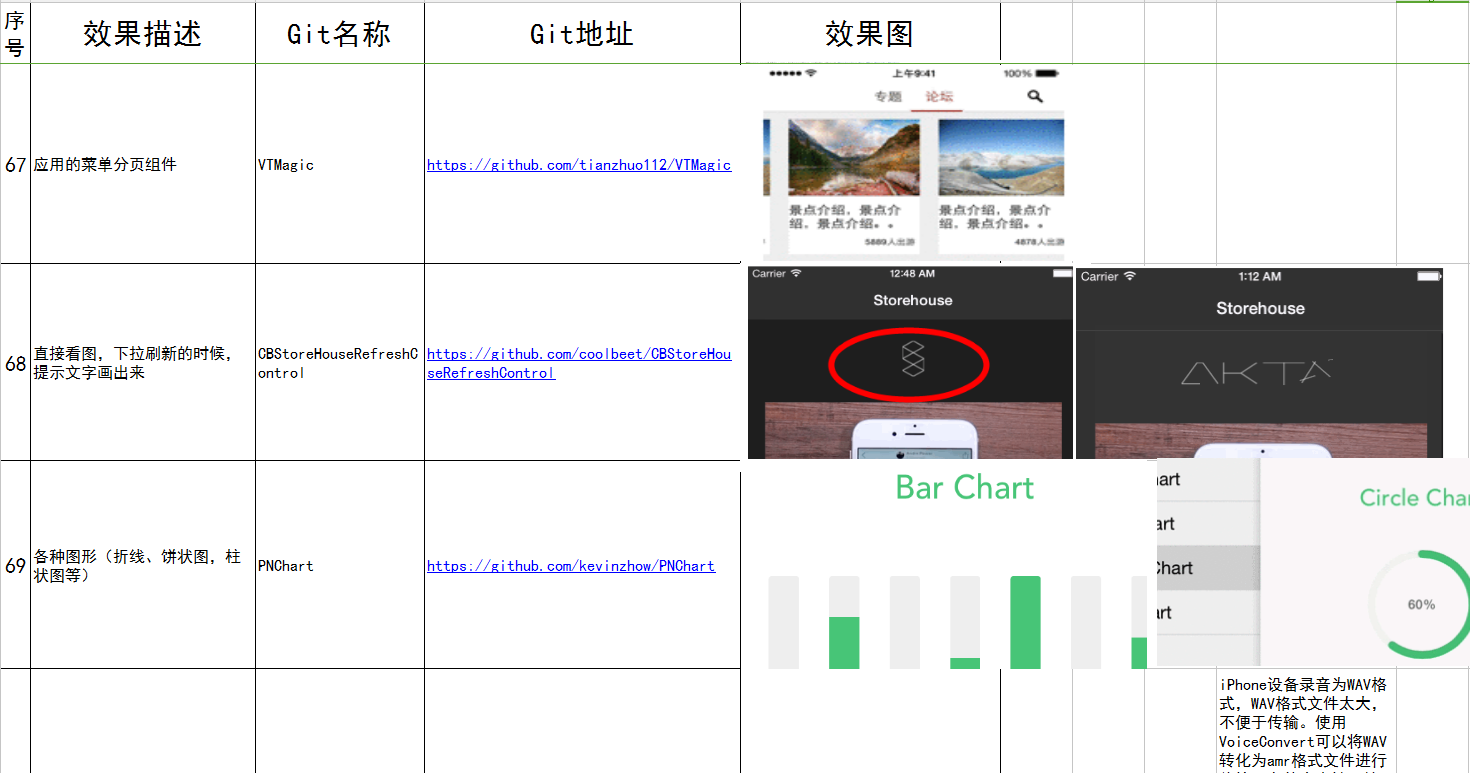 序号
效果描述
Git名称
Git地址
效果图
67
应用的菜单分页组件
VTMagic
https://github.com/tianzhuo112/VTMagic
上午9:41
100%
专题
论坛
景点介绍，景点介
绍，景点介绍。。
5889人出游
景点介绍，景点介
绍，景点介绍。。
4878人出游
68
直接看图，下拉刷新的时候，
提示文字画出来
CBStoreHouseRefreshC
ontrol
https://github.com/coolbeet/CBStoreHou
seRefreshControl
Carrier
12:48 AM
Storehouse
Carrier
1:12 AM
Storehouse
AKTA
69
各种图形（折线、饼状图，柱
状图等）
PNChart
https://github.com/kevinzhow/PNChart
Bar Chart
art
art
Chart
art
Circle Char
60%
iPhone设备录音为WAV格
式，WAV格式文件太大，
不便于传输。使用
VoiceConvert可以将WAV
转化为amr格式文件进行